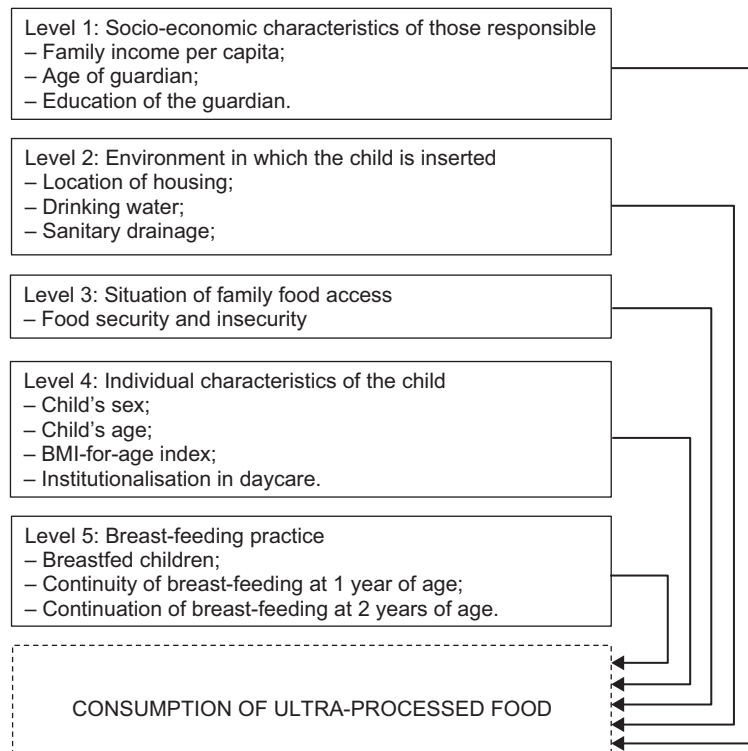 Level 1: Socio-economic characteristics of those responsible
– Family income per capita;
– Age of guardian;
– Education of the guardian.
Level 2: Environment in which the child is inserted
– Location of housing;
– Drinking water;
– Sanitary drainage;
Level 3: Situation of family food access
– Food security and insecurity
Level 4: Individual characteristics of the child
– Child's sex;
– Child's age;
– BMI-for-age index;
– Institutionalisation in daycare.
Level 5: Breast-feeding practice
– Breastfed children;
– Continuity of breast-feeding at 1 year of age;
– Continuation of breast-feeding at 2 years of age.
CONSUMPTION OF ULTRA-PROCESSED FOOD